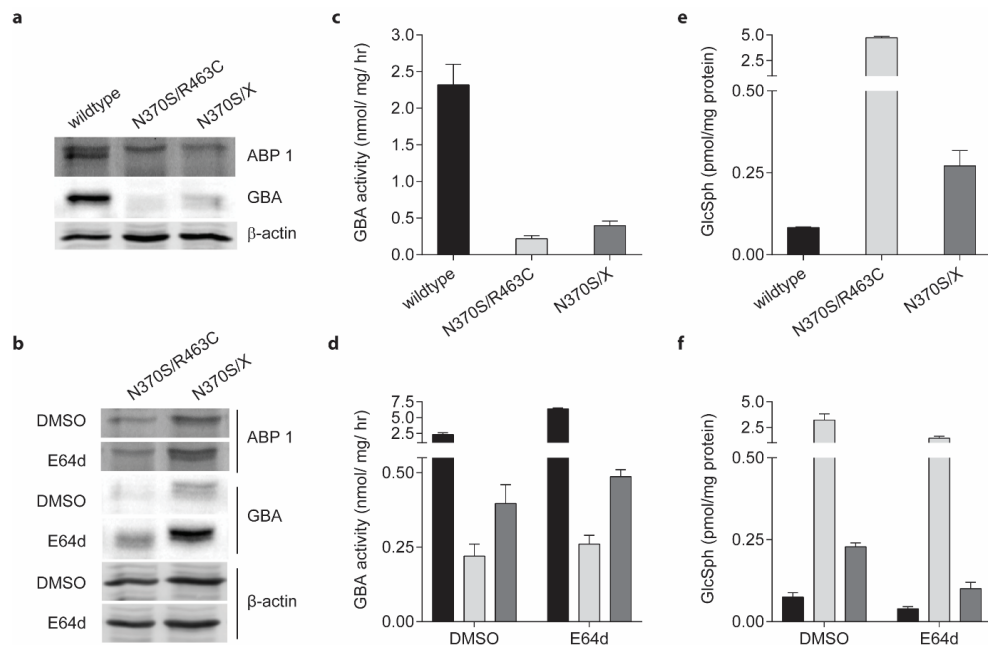 a
wildtype
N370S/R463C
N370S/X
ABP 1
GBA
β-actin
b
N370S/R463C
N370S/X
DMSO
E64d
ABP 1
DMSO
E64d
GBA
DMSO
E64d
β-actin
c
GBA activity (nmol/ mg/ hr)
3.0
2.5
2.0
1.5
1.0
0.5
0.0
wildtype
N370S/R463C
N370S/X
d
GBA activity (nmol/ mg/ hr)
7.5
5.0
2.5
0.50
0.25
0.00
DMSO
E64d
e
GlcSph (pmol/mg protein)
5.0
2.5
0.50
0.25
0.00
wildtype
N370S/R463C
N370S/X
f
GlcSph (pmol/mg protein)
5.0
2.5
0.50
0.25
0.00
DMSO
E64d